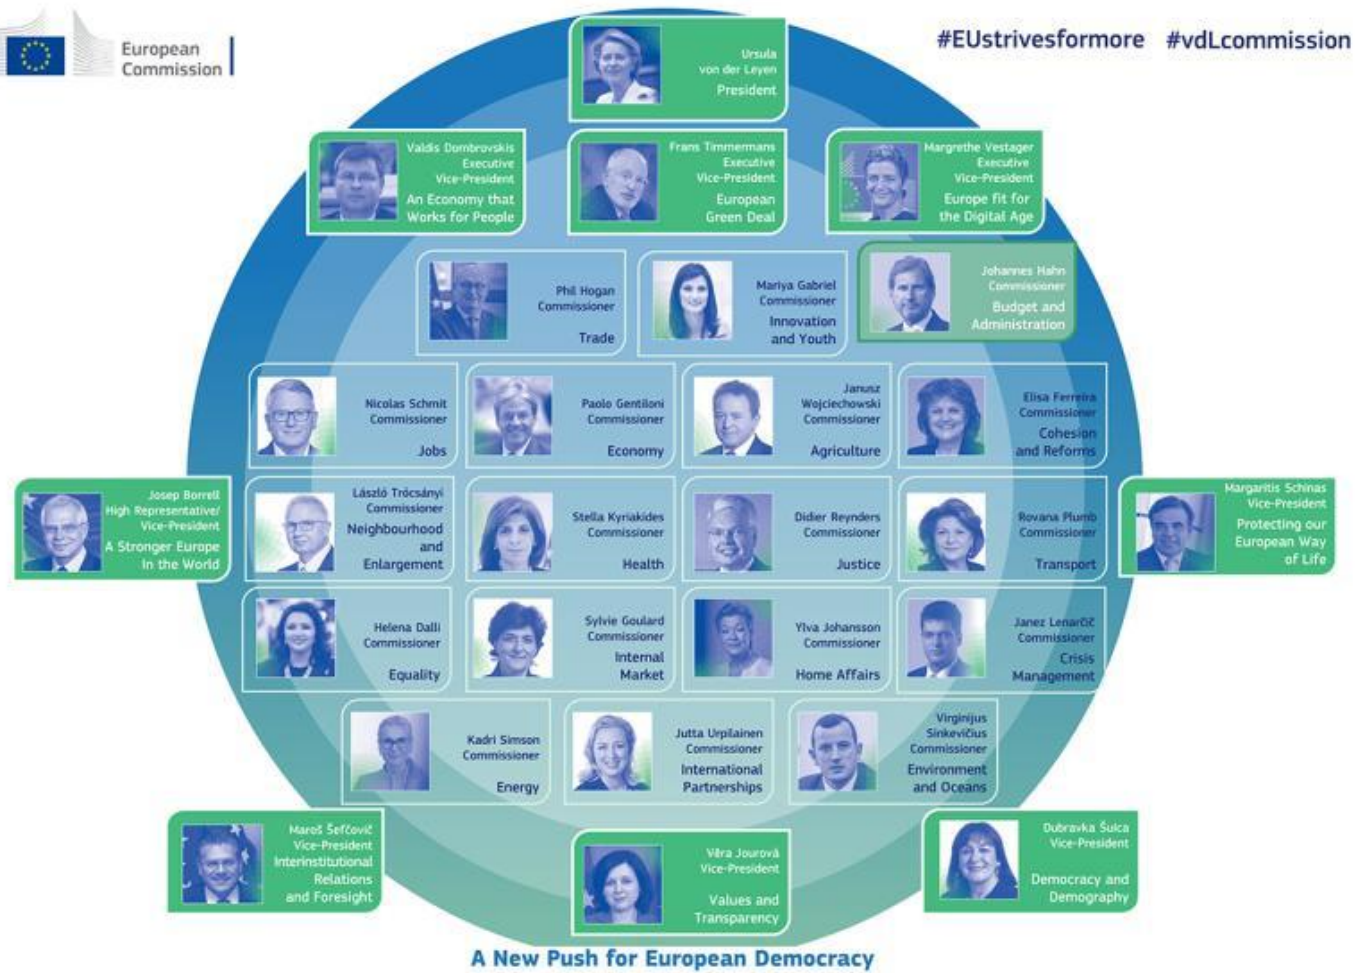 European
Commission
#EUstrivesformore #vdLcommission
Ursula
von der Leyen
President
Valdis Dombrovskis
Executive
Vice-President
An Economy that
Works for People
Frans Timmermans
Executive
Vice-President
European
Green Deal
Margrethe Vestager
Executive
Vice-President
Europe fit for
the Digital Age
Phil Hogan
Commissioner
Trade
Mariya Gabriel
Commissioner
Innovation
and Youth
Johannes Hahn
Commissioner
Budget and
Administration
Nicolas Schmit
Commissioner
Jobs
Paolo Gentiloni
Commissioner
Economy
Janusz
Wojciechowski
Commissioner
Agriculture
Elisa Ferreira
Commissioner
Cohesion
and Reforms
Josep Borrell
High Representative/
Vice-President
A Stronger Europe
In the World
László Trócsányi
Commissioner
Neighbourhood
and
Enlargement
Stella Kyriakides
Commissioner
Health
Didier Reynders
Commissioner
Justice
Rovana Plumb
Commissioner
Transport
Margaritis Schinas
Vice-President
Protecting our
European Way
of Life
Helena Dalli
Commissioner
Equality
Sylvie Goulard
Commissioner
Internal
Market
Ylva Johansson
Commissioner
Home Affairs
Janez Lenarčič
Commissioner
Crisis
Management
Kadri Simson
Commissioner
Energy
Jutta Urpilainen
Commissioner
International
Partnerships
Virginijus
Sinkevičius
Commissioner
Environment
and Oceans
Maroš Šefčovič
Vice-President
Interinstitutional
Relations
and Foresight
Věra Jourová
Vice-President
Values and
Transparency
Dubravka Šuica
Vice-President
Democracy and
Demography
A New Push for European Democracy